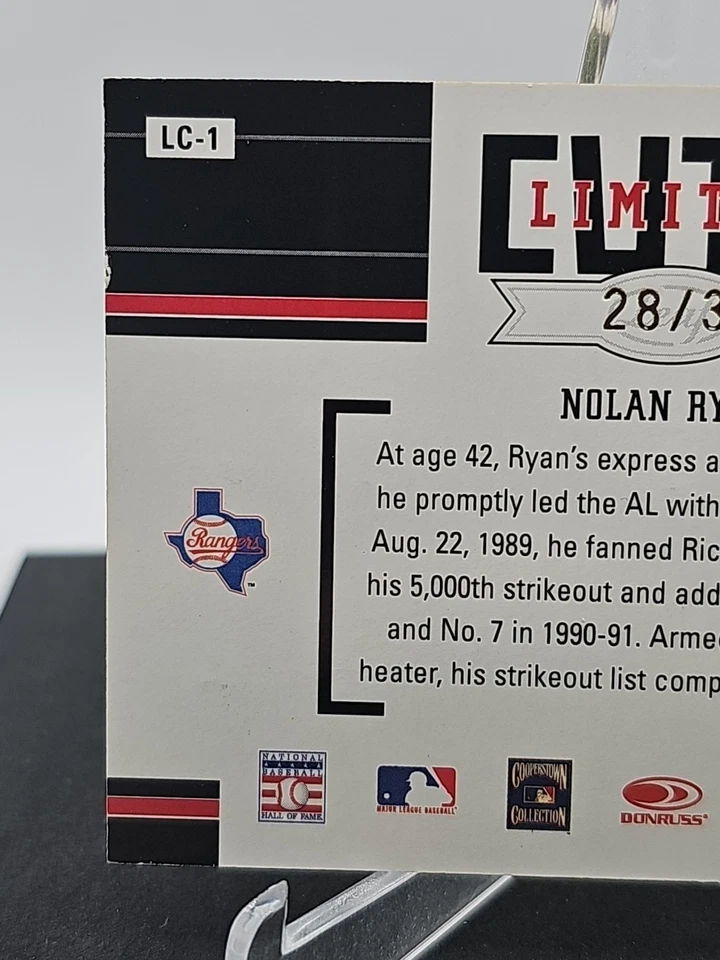 LC-1
CUT
LIMIT
28/3
NOLAN RY
At age 42, Ryan's express a
he promptly led the AL with
Aug. 22, 1989, he fanned Ric
his 5,000th strikeout and add
and No. 7 in 1990-91. Arme
heater, his strikeout list comp
Rangers
TM
NATIONAL
BASEBALL
HALL OF FAME
MAJOR LEAGUE BASEBALL
COOPERSTOWN
COLLECTION
DONRUSS